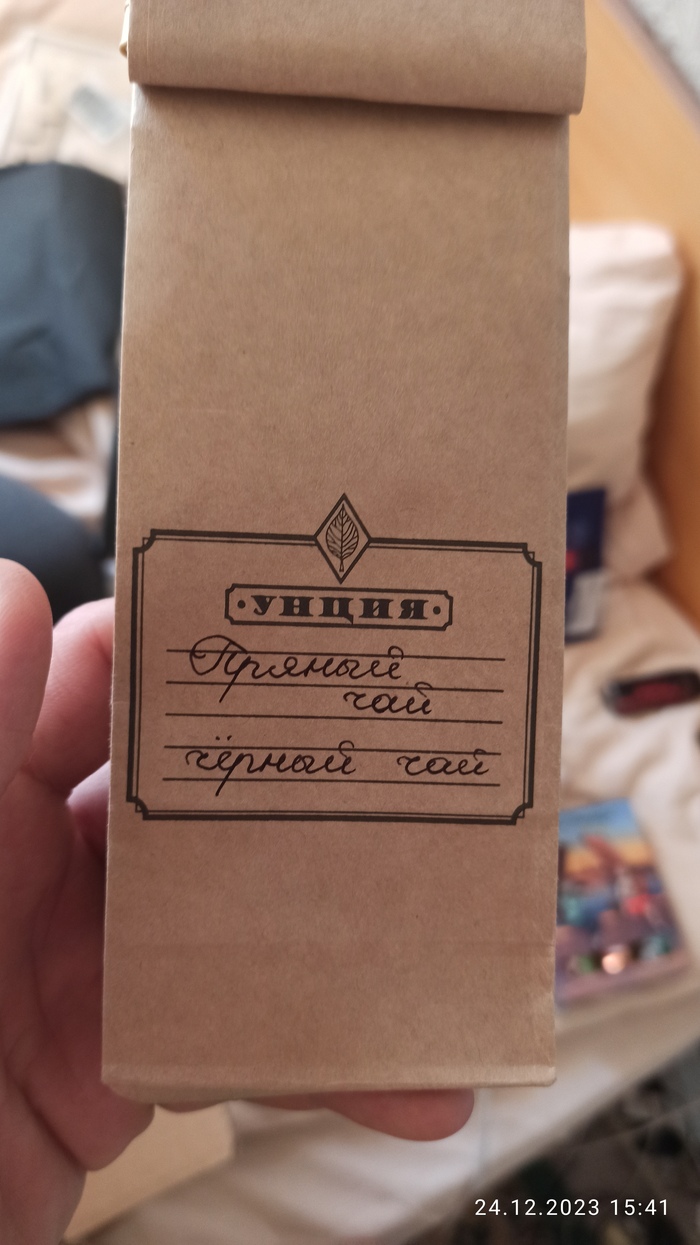 ·УНЦИЯ·
Пряный
чай
чёрный чай
24.12.2023 15:41